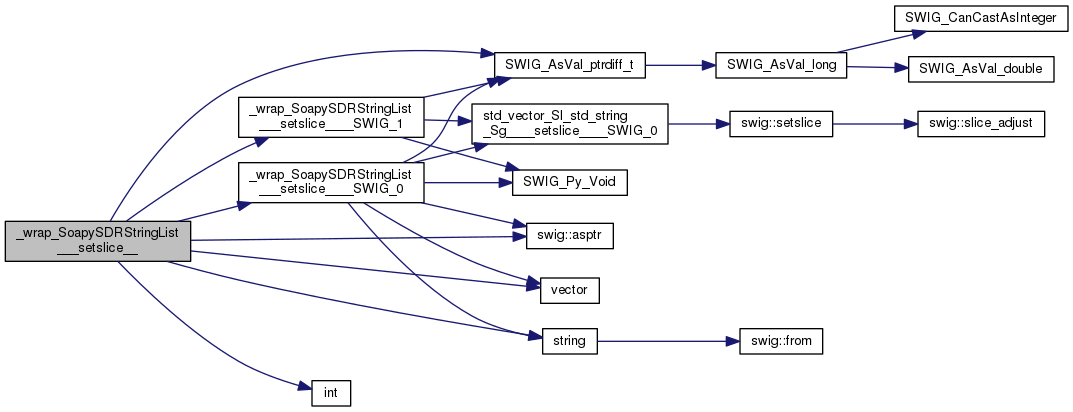 SWIG_CanCastAsInteger
SWIG_AsVal_ptrdiff_t
SWIG_AsVal_long
SWIG_AsVal_double
_wrap_SoapySDRStringList
___setslice____SWIG_1
std_vector_Sl_std_string
_Sg____setslice____SWIG_0
swig::setslice
swig::slice_adjust
_wrap_SoapySDRStringList
___setslice____SWIG_0
SWIG_Py_Void
_wrap_SoapySDRStringList
___setslice__
swig::asptr
vector
string
swig::from
int